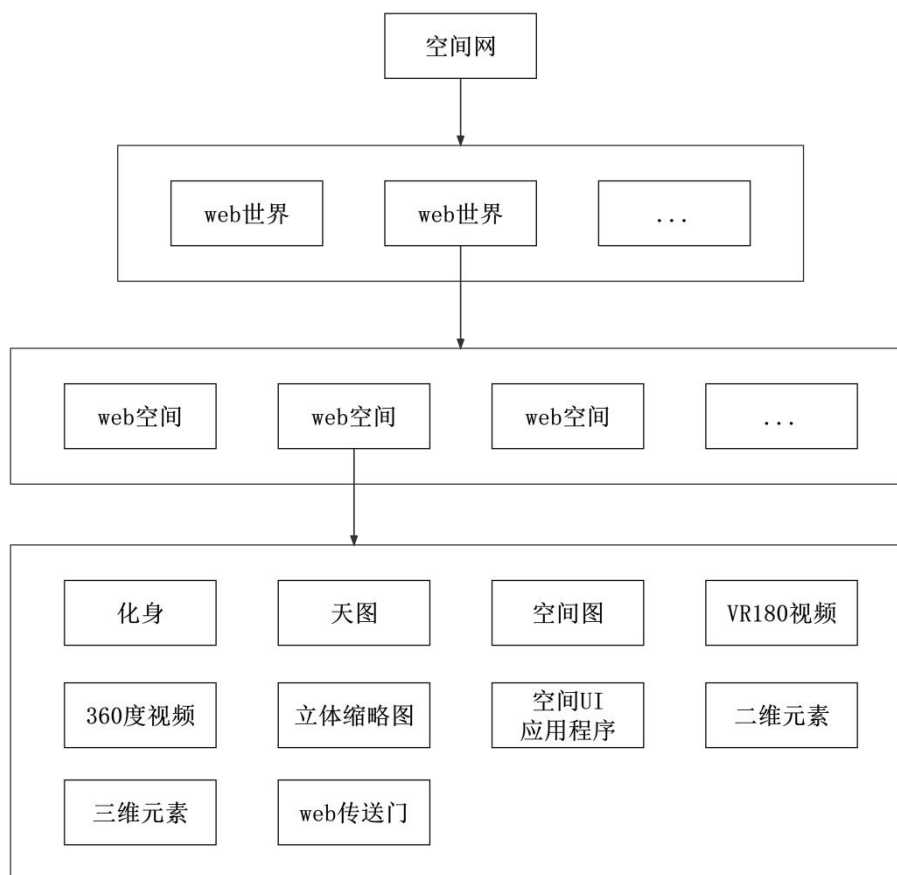 空间网
web世界
web世界
...
web空间
web空间
web空间
...
化身
天图
空间图
VR180视频
360度视频
立体缩略图
空间UI
应用程序
二维元素
三维元素
web传送门